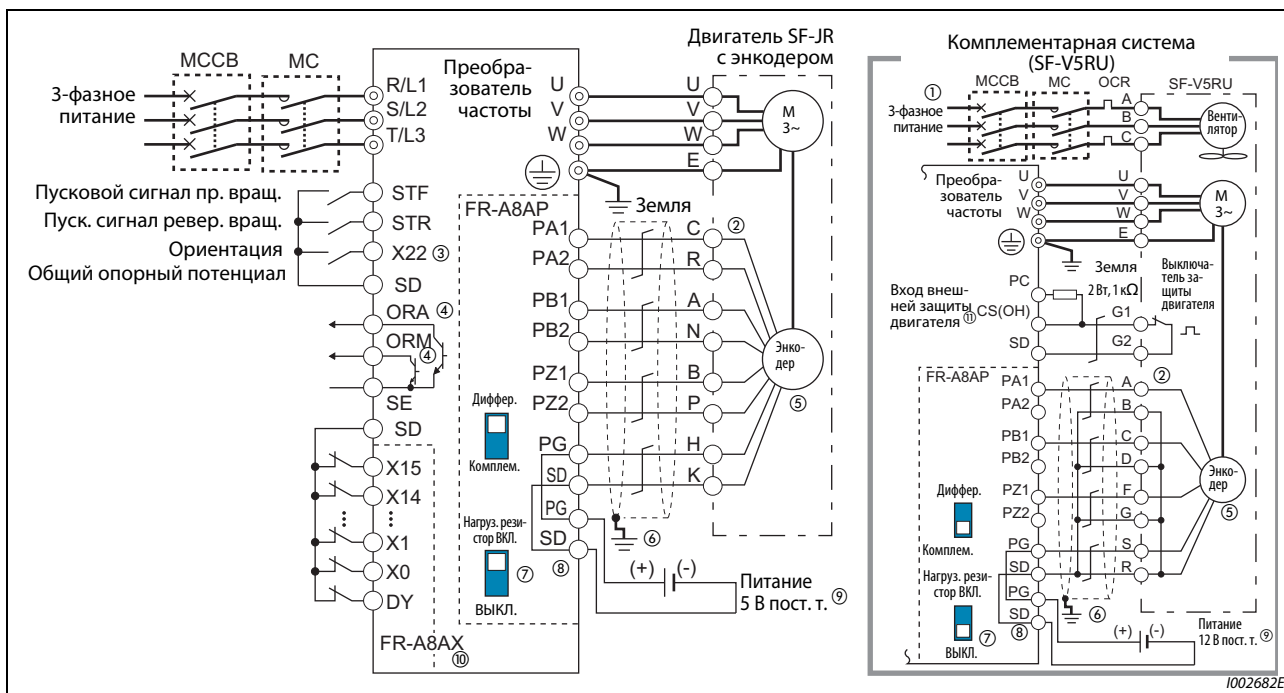 MCCB
MC
3-фазное
питание
R/L1
S/L2
T/L3
Преобра-
зователь
частоты
U
V
W
Двигатель SF-JR
с энкодером
U
V
W
E
M
3~
Пусковой сигнал пр. вращ.
STF
Пуск. сигнал ревер. вращ.
STR
Ориентация
X22 ③
Общий опорный потенциал
SD
ORA ④
ORM ④
SE
SD
X15
X14
X1
X0
DY
FR-A8AX
⑩
FR-A8AP
Земля
PA1
C
②
PA2
R
PB1
A
PB2
N
PZ1
B
PZ2
P
PG
H
SD
K
PG
SD
⑧
Энко-
дер
⑤
Диффер.
Комплем.
Нагруз. рези-
стор ВКЛ.
⑦
ВЫКЛ.
⑥
(+)
(-)
Питание
5 В пост. т. ⑨
Комплементарная система
(SF-V5RU)
MCCB
MC
OCR
SF-V5RU
①
3-фазное
питание
A
B
C
Венти-
лятор
Преобра-
зователь
частоты
U
V
W
U
V
W
E
M
3~
Земля
PC
2 Вт, 1 кΩ
Выключа-
тель за-
щиты
двигателя
Вход внеш-
ней защиты
двигателя ⑪
CS(OH)
G1
SD
G2
FR-A8AP
PA1
A
②
PA2
B
PB1
C
PB2
D
PZ1
F
PZ2
G
PG
S
SD
R
PG
SD
⑧
Энко-
дер
⑤
Диффер.
Комплем.
Нагруз. рези-
стор ВКЛ.
⑦
ВЫКЛ.
⑥
(+)
(-)
Питание
12 В пост. т. ⑨
I002682E